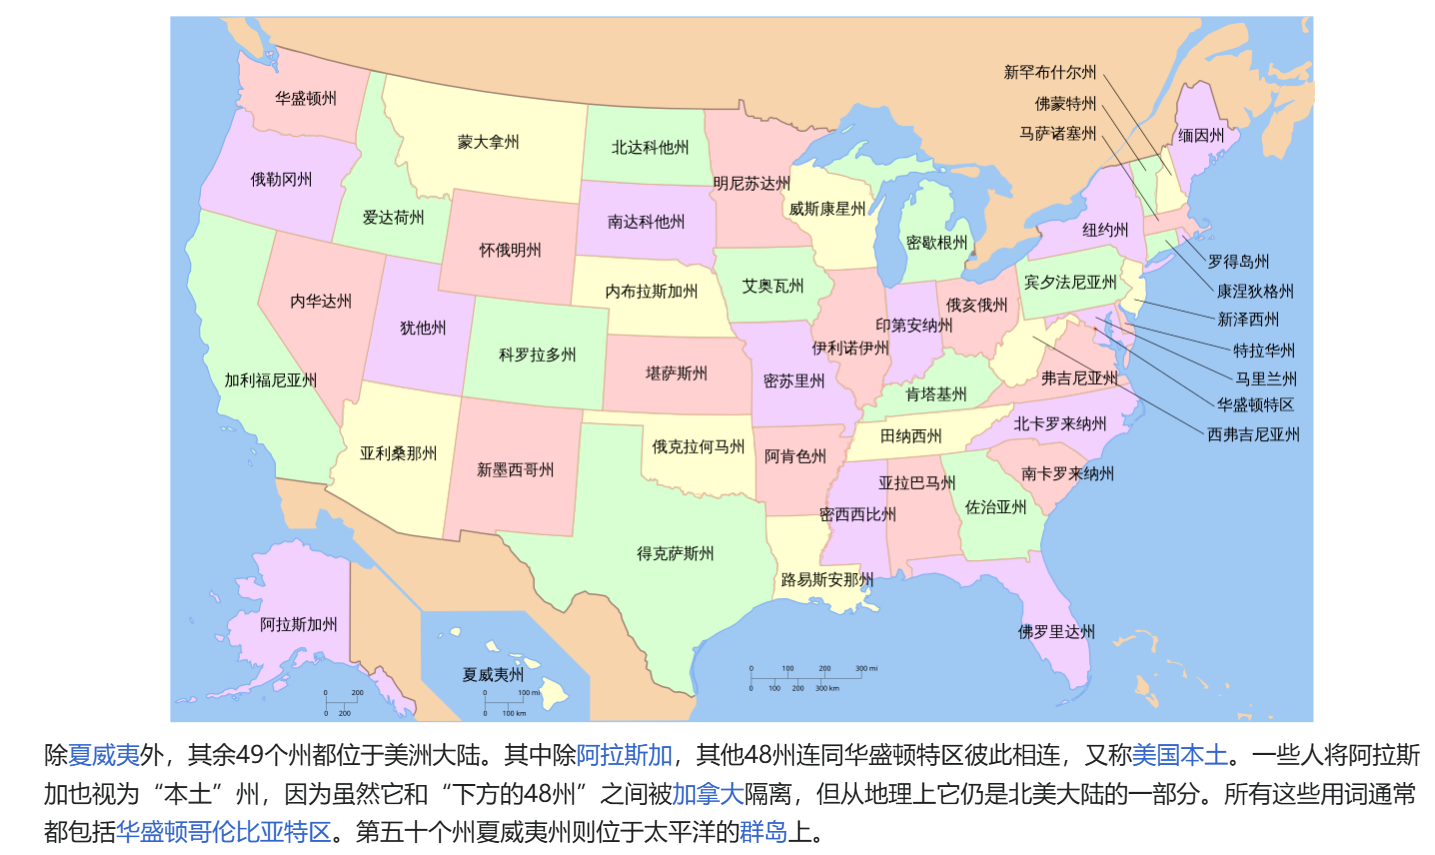 新罕布什尔州
佛蒙特州
马萨诸塞州
华盛顿州
缅因州
蒙大拿州
北达科他州
俄勒冈州
明尼苏达州
爱达荷州
南达科他州
威斯康星州
密歇根州
纽约州
怀俄明州
罗得岛州
内华达州
内布拉斯加州
艾奥瓦州
宾夕法尼亚州
康涅狄格州
犹他州
俄亥俄州
印第安纳州
新泽西州
科罗拉多州
伊利诺伊州
特拉华州
加利福尼亚州
堪萨斯州
密苏里州
弗吉尼亚州
马里兰州
肯塔基州
华盛顿特区
亚利桑那州
俄克拉何马州
田纳西州
北卡罗来纳州
西弗吉尼亚州
新墨西哥州
阿肯色州
亚拉巴马州
南卡罗来纳州
密西西比州
佐治亚州
得克萨斯州
路易斯安那州
阿拉斯加州
佛罗里达州
夏威夷州
0 200
0 200
0 100 mi
0 100 km
0 100 200 300 mi
0 100 200 300 km
除夏威夷外，其余49个州都位于美洲大陆。其中除阿拉斯加，其他48州连同华盛顿特区彼此相连，又称美国本土。一些人将阿拉斯
加也视为“本土”州，因为虽然它和“下方的48州”之间被加拿大隔离，但从地理上它仍是北美大陆的一部分。所有这些用词通常
都包括华盛顿哥伦比亚特区。第五十个州夏威夷州则位于太平洋的群岛上。